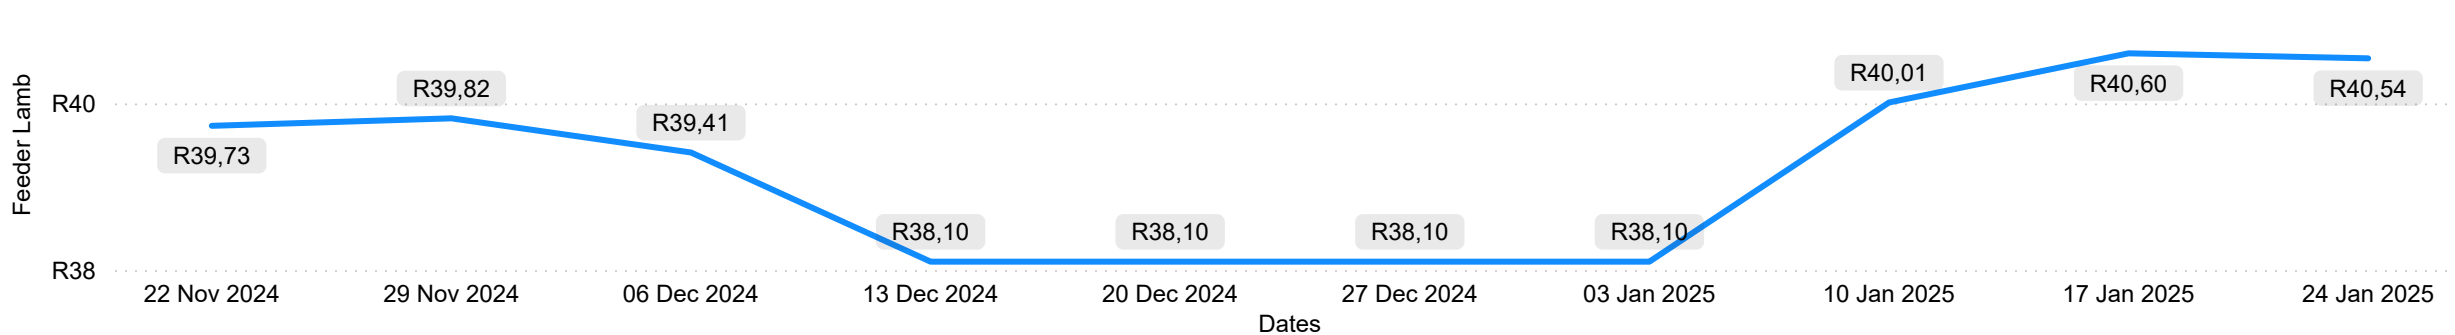 Feeder Lamb
R40
R38
R39,73
R39,82
R39,41
R38,10
R38,10
R38,10
R38,10
R40,01
R40,60
R40,54
22 Nov 2024
29 Nov 2024
06 Dec 2024
13 Dec 2024
20 Dec 2024
27 Dec 2024
03 Jan 2025
10 Jan 2025
17 Jan 2025
24 Jan 2025
Dates